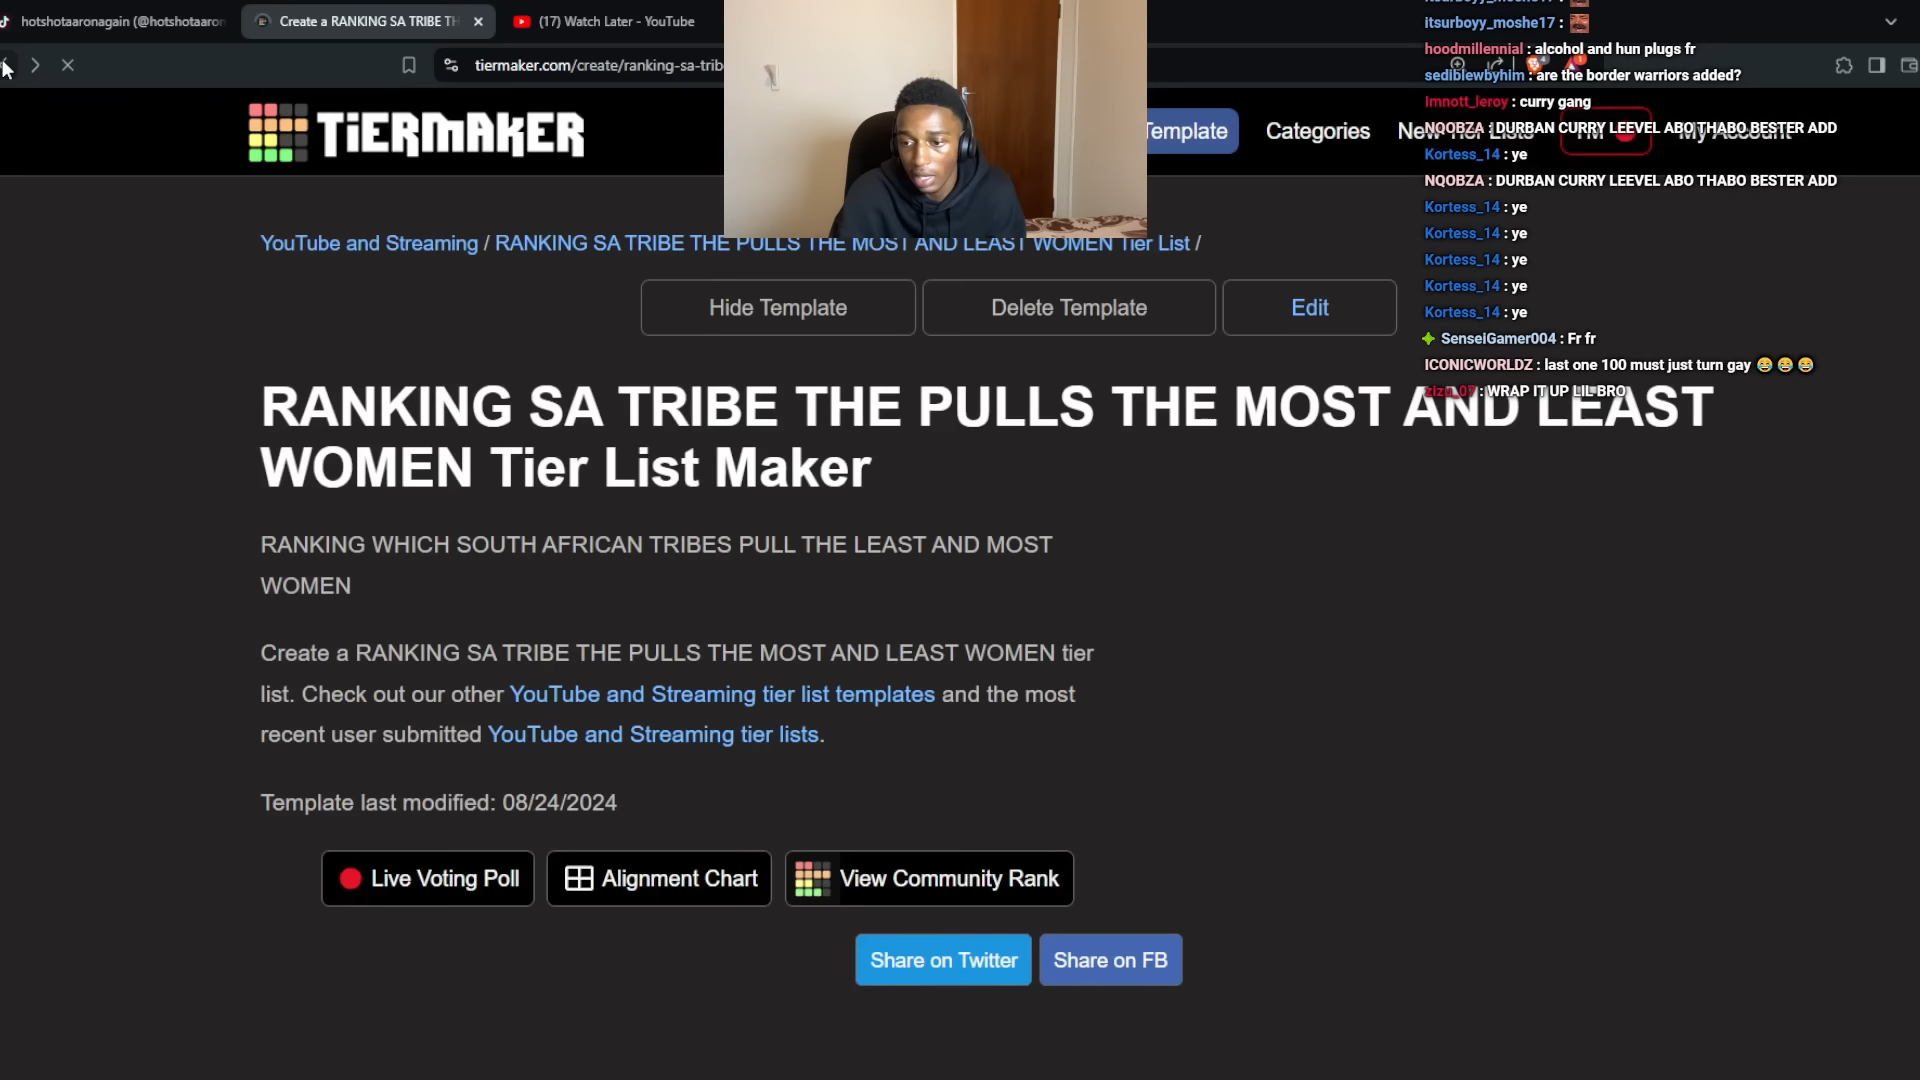 hotshotaaronagain (@hotshotaaron
Create a RANKING SA TRIBE TH
(17) Watch Later - YouTube
tiermaker.com/create/ranking-sa-trib
TiERMAKER
Template
Categories
New Tier Lists
My Account
YouTube and Streaming / RANKING SA TRIBE THE PULLS THE MOST AND LEAST WOMEN Tier List /
Hide Template
Delete Template
Edit
RANKING SA TRIBE THE PULLS THE MOST AND LEAST
WOMEN Tier List Maker
RANKING WHICH SOUTH AFRICAN TRIBES PULL THE LEAST AND MOST
WOMEN
Create a RANKING SA TRIBE THE PULLS THE MOST AND LEAST WOMEN tier
list. Check out our other YouTube and Streaming tier list templates and the most
recent user submitted YouTube and Streaming tier lists.
Template last modified: 08/24/2024
Live Voting Poll
Alignment Chart
View Community Rank
Share on Twitter
Share on FB
itsurboyy_moshe17 :
hoodmillennial : alcohol and hun plugs fr
sediblewbyhim : are the border warriors added?
Imnott_leroy : curry gang
NQOBZA : DURBAN CURRY LEEVEL ABO THABO BESTER ADD
Kortess_14 : ye
NQOBZA : DURBAN CURRY LEEVEL ABO THABO BESTER ADD
Kortess_14 : ye
Kortess_14 : ye
Kortess_14 : ye
Kortess_14 : ye
Kortess_14 : ye
SenseiGamer004 : Fr fr
ICONICWORLDZ : last one 100 must just turn gay 😂 😂 😂
zizu_07 : WRAP IT UP LIL BRO